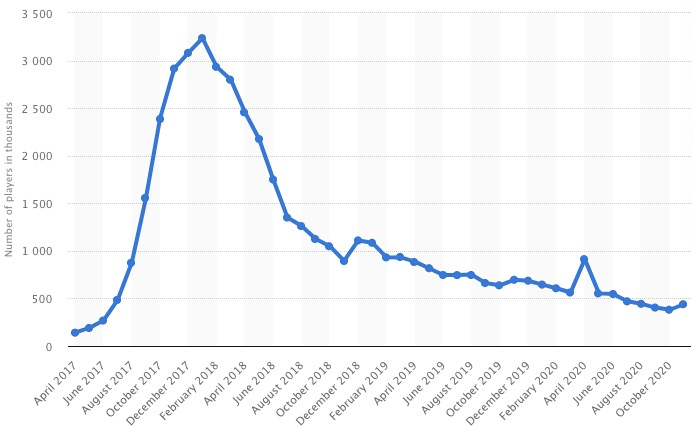 3 500
3 000
2 500
2 000
1 500
1 000
500
0
Number of players in thousands
April 2017
June 2017
August 2017
October 2017
December 2017
February 2018
April 2018
June 2018
August 2018
October 2018
December 2018
February 2019
April 2019
June 2019
August 2019
October 2019
December 2019
February 2020
April 2020
June 2020
August 2020
October 2020